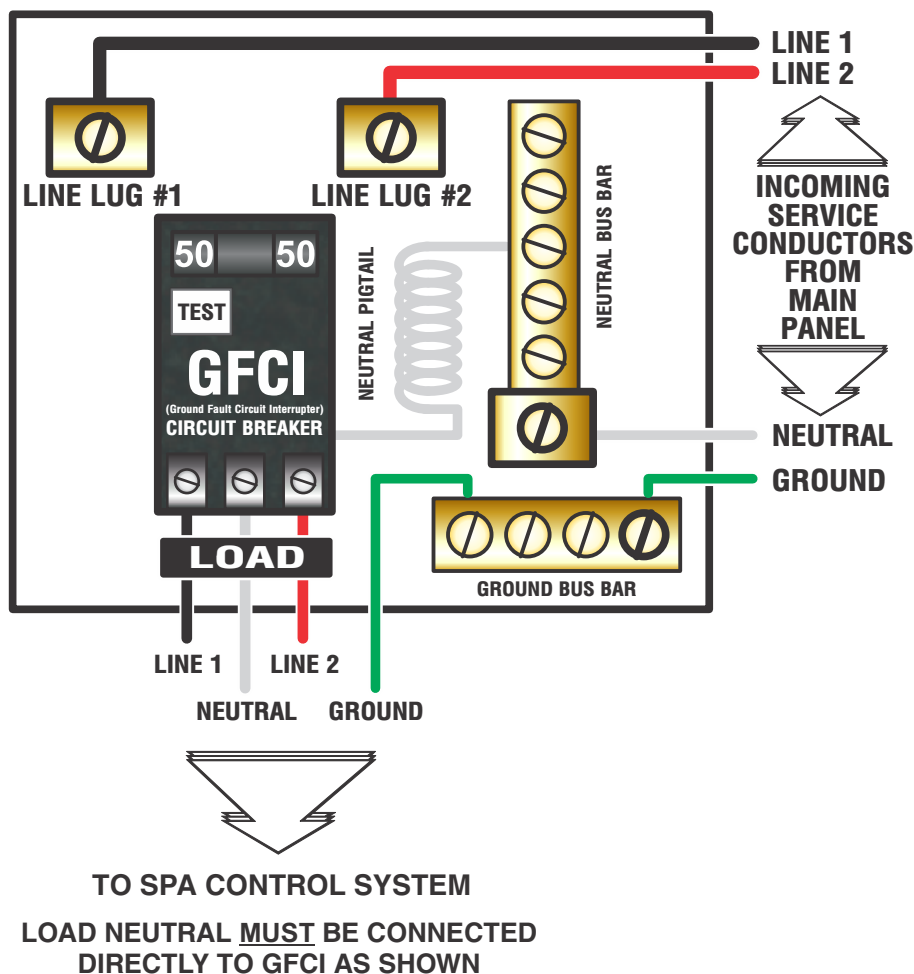 LINE 1
LINE 2
LINE LUG #1
LINE LUG #2
INCOMING
SERVICE
CONDUCTORS
FROM
MAIN
PANEL
50 50
TEST
GFCI
(Ground Fault Circuit Interrupter)
CIRCUIT BREAKER
NEUTRAL PIGTAIL
NEUTRAL BUS BAR
NEUTRAL
GROUND
LOAD
GROUND BUS BAR
LINE 1
LINE 2
NEUTRAL
GROUND
TO SPA CONTROL SYSTEM
LOAD NEUTRAL MUST BE CONNECTED
DIRECTLY TO GFCI AS SHOWN